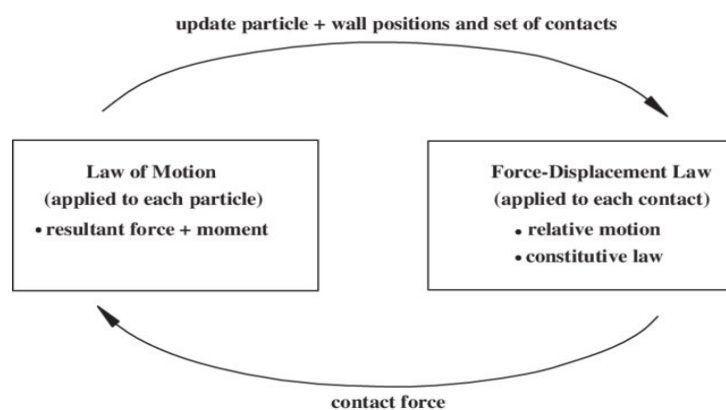 update particle + wall positions and set of contacts
Law of Motion
(applied to each particle)
• resultant force + moment
Force-Displacement Law
(applied to each contact)
• relative motion
• constitutive law
contact force